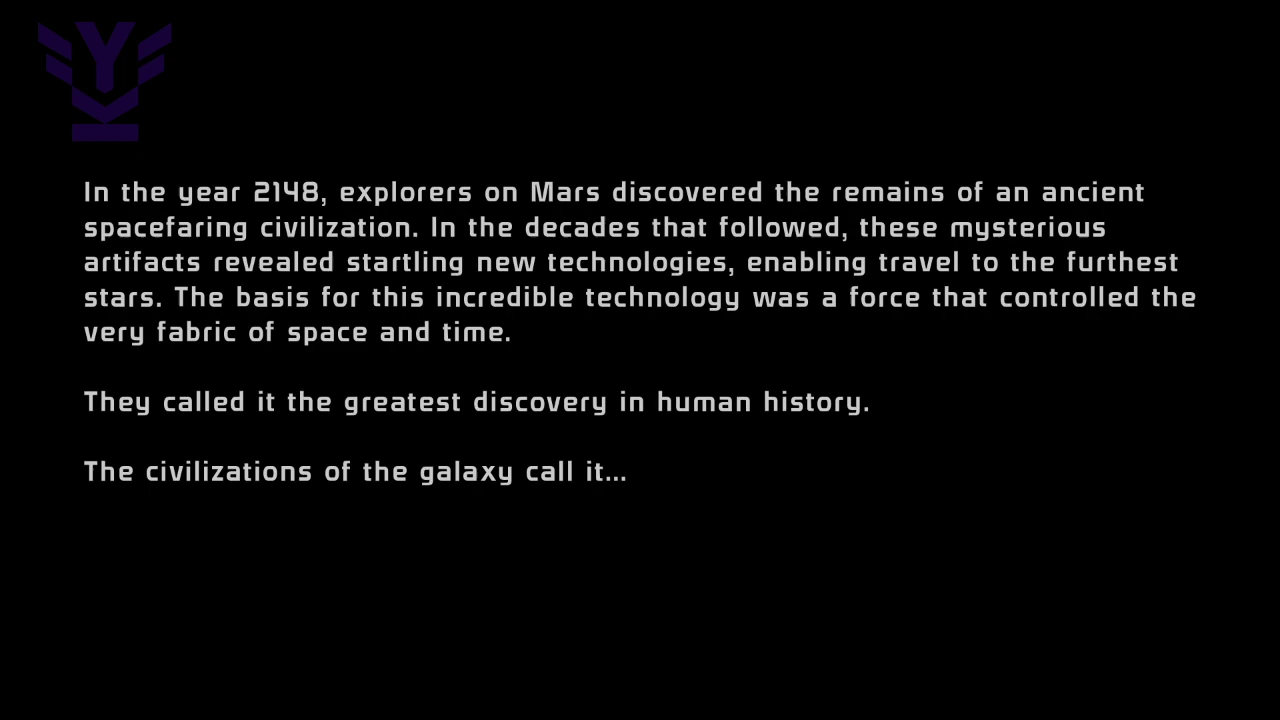 Y
In the year 2148, explorers on Mars discovered the remains of an ancient
spacefaring civilization. In the decades that followed, these mysterious
artifacts revealed startling new technologies, enabling travel to the furthest
stars. The basis for this incredible technology was a force that controlled the
very fabric of space and time.
They called it the greatest discovery in human history.
The civilizations of the galaxy call it...